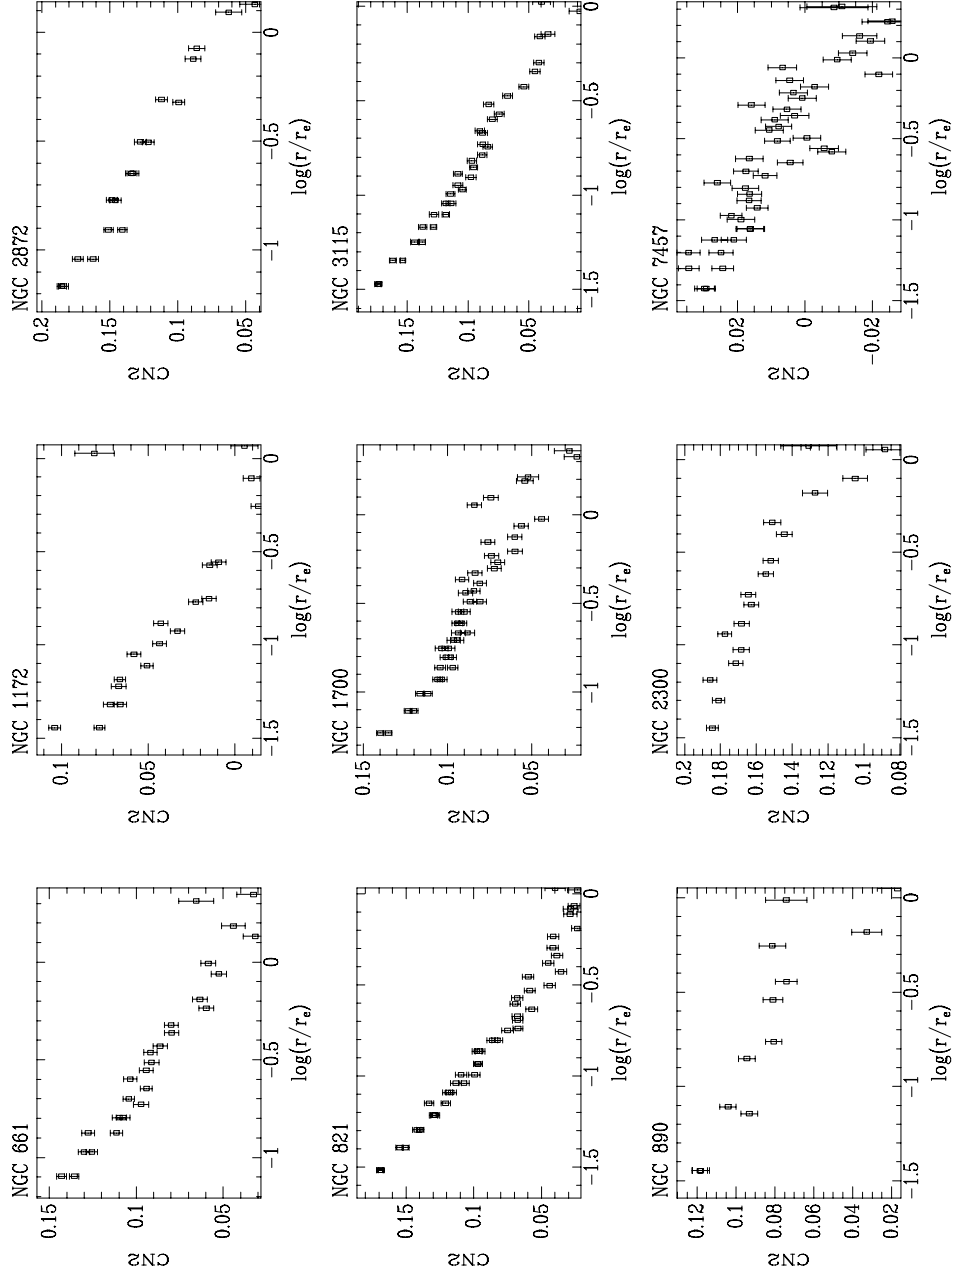 NGC 661
CN2
0.15
0.1
0.05
−1 −0.5 0
log(r/rₑ)
NGC 1172
CN2
0.1
0.05
0
−1.5 −1 −0.5 0
log(r/rₑ)
NGC 2872
CN2
0.2
0.15
0.1
0.05
−1 −0.5 0
log(r/rₑ)
NGC 821
CN2
0.15
0.1
0.05
−1.5 −1 −0.5 0
log(r/rₑ)
NGC 1700
CN2
0.15
0.1
0.05
−1 −0.5 0
log(r/rₑ)
NGC 3115
CN2
0.15
0.1
0.05
−1.5 −1 −0.5 0
log(r/rₑ)
NGC 890
CN2
0.12
0.1
0.08
0.06
0.04
0.02
−1.5 −1 −0.5 0
log(r/rₑ)
NGC 2300
CN2
0.2
0.18
0.16
0.14
0.12
0.1
0.08
−1.5 −1 −0.5 0
log(r/rₑ)
NGC 7457
CN2
0.02
0
−0.02
−1.5 −1 −0.5 0
log(r/rₑ)